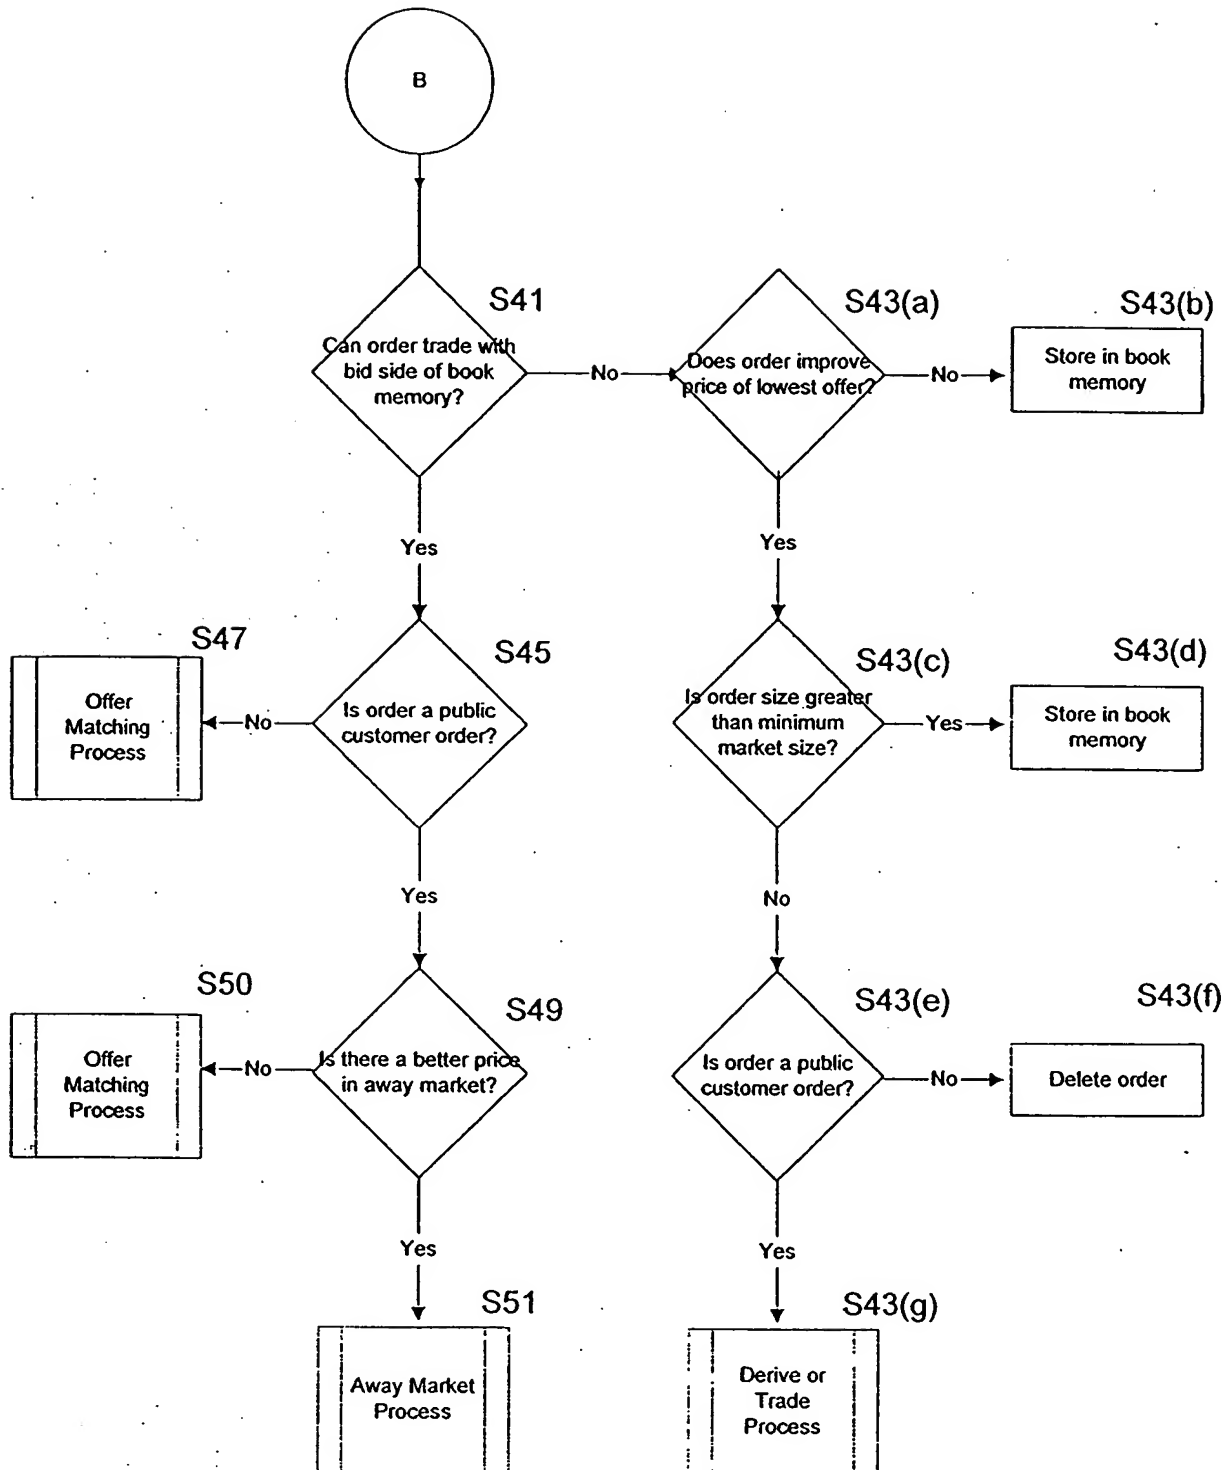 B
S41
Can order trade with
bid side of book
memory?
No
S43(a)
Does order improve
price of lowest offer?
No
S43(b)
Store in book
memory
Yes
Yes
S47
Offer
Matching
Process
No
S45
Is order a public
customer order?
S43(c)
Is order size greater
than minimum
market size?
Yes
S43(d)
Store in book
memory
Yes
No
S50
Offer
Matching
Process
No
S49
Is there a better price
in away market?
S43(e)
Is order a public
customer order?
No
S43(f)
Delete order
Yes
Yes
S51
Away Market
Process
S43(g)
Derive or
Trade
Process